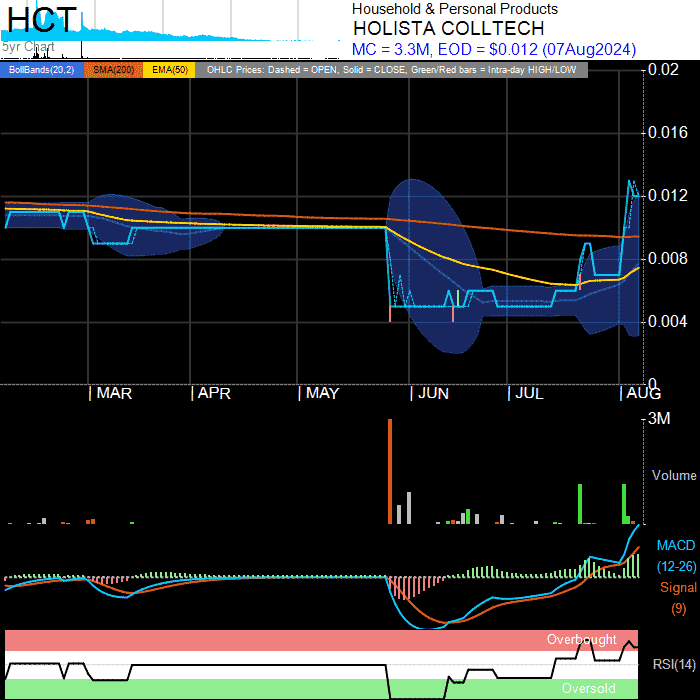 HCT
Household & Personal Products
HOLISTA COLLTECH
5yr Chart
MC = 3.3M, EOD = $0.012 (07Aug2024)
BollBands(20,2) SMA(200) EMA(50) OHLC Prices: Dashed = OPEN, Solid = CLOSE, Green/Red bars = Intra-day HIGH/LOW
0.02
0.016
0.012
0.008
0.004
0
| MAR | APR | MAY | JUN | JUL | AUG
3M
Volume
MACD
(12-26)
Signal
(9)
Overbought
RSI(14)
Oversold